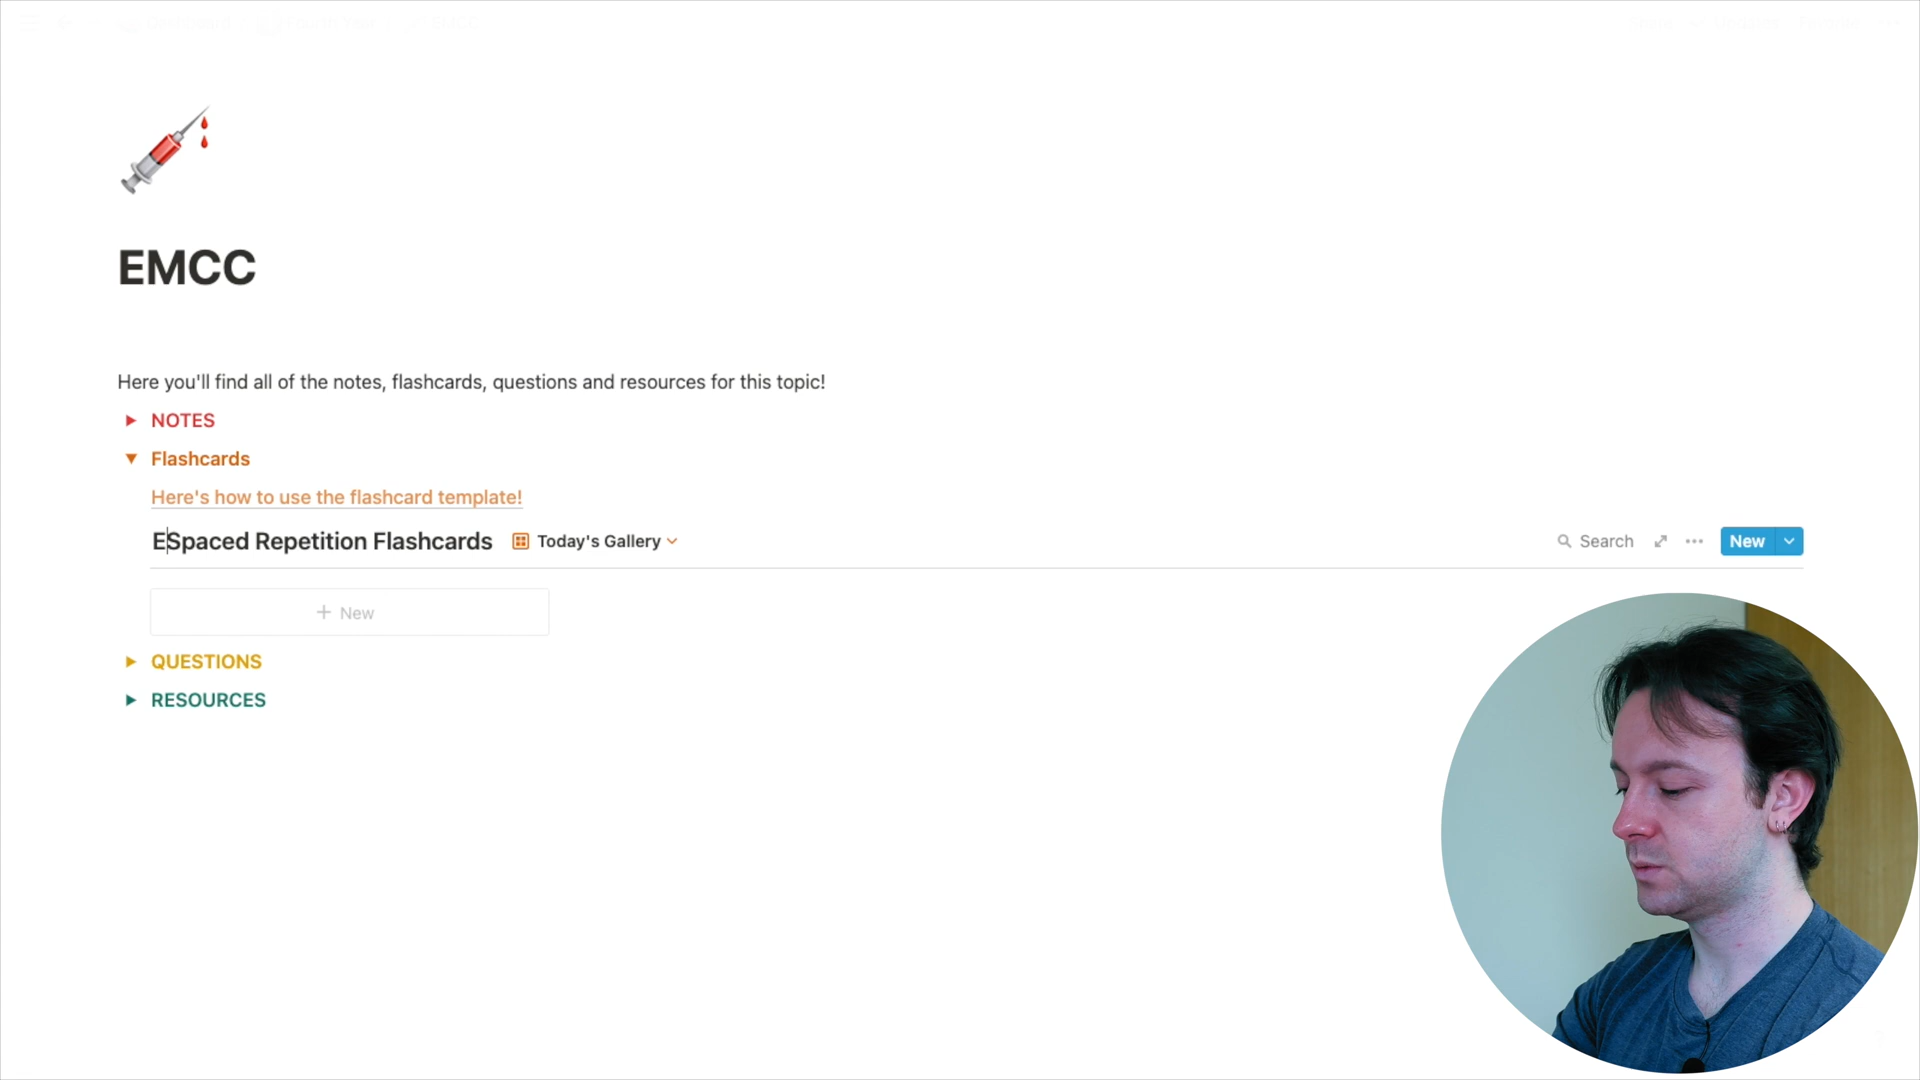 EMCC
Here you'll find all of the notes, flashcards, questions and resources for this topic!
NOTES
Flashcards
Here's how to use the flashcard template!
ESpaced Repetition Flashcards Today's Gallery Search New
+ New
QUESTIONS
RESOURCES